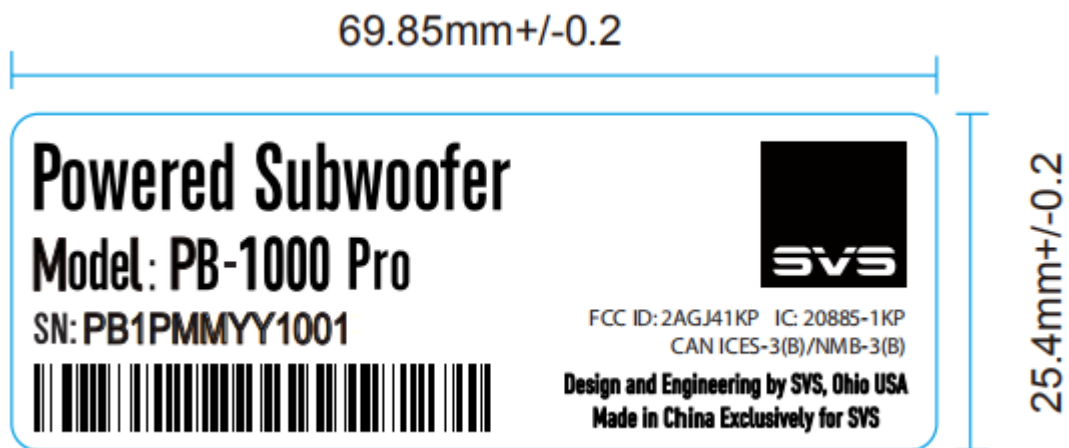 69.85mm+/-0.2
Powered Subwoofer
Model: PB-1000 Pro
SN: PB1PMMYY1001
SVS
FCC ID: 2AGJ41KP IC: 20885-1KP
CAN ICES-3(B)/NMB-3(B)
Design and Engineering by SVS, Ohio USA
Made in China Exclusively for SVS
25.4mm+/-0.2